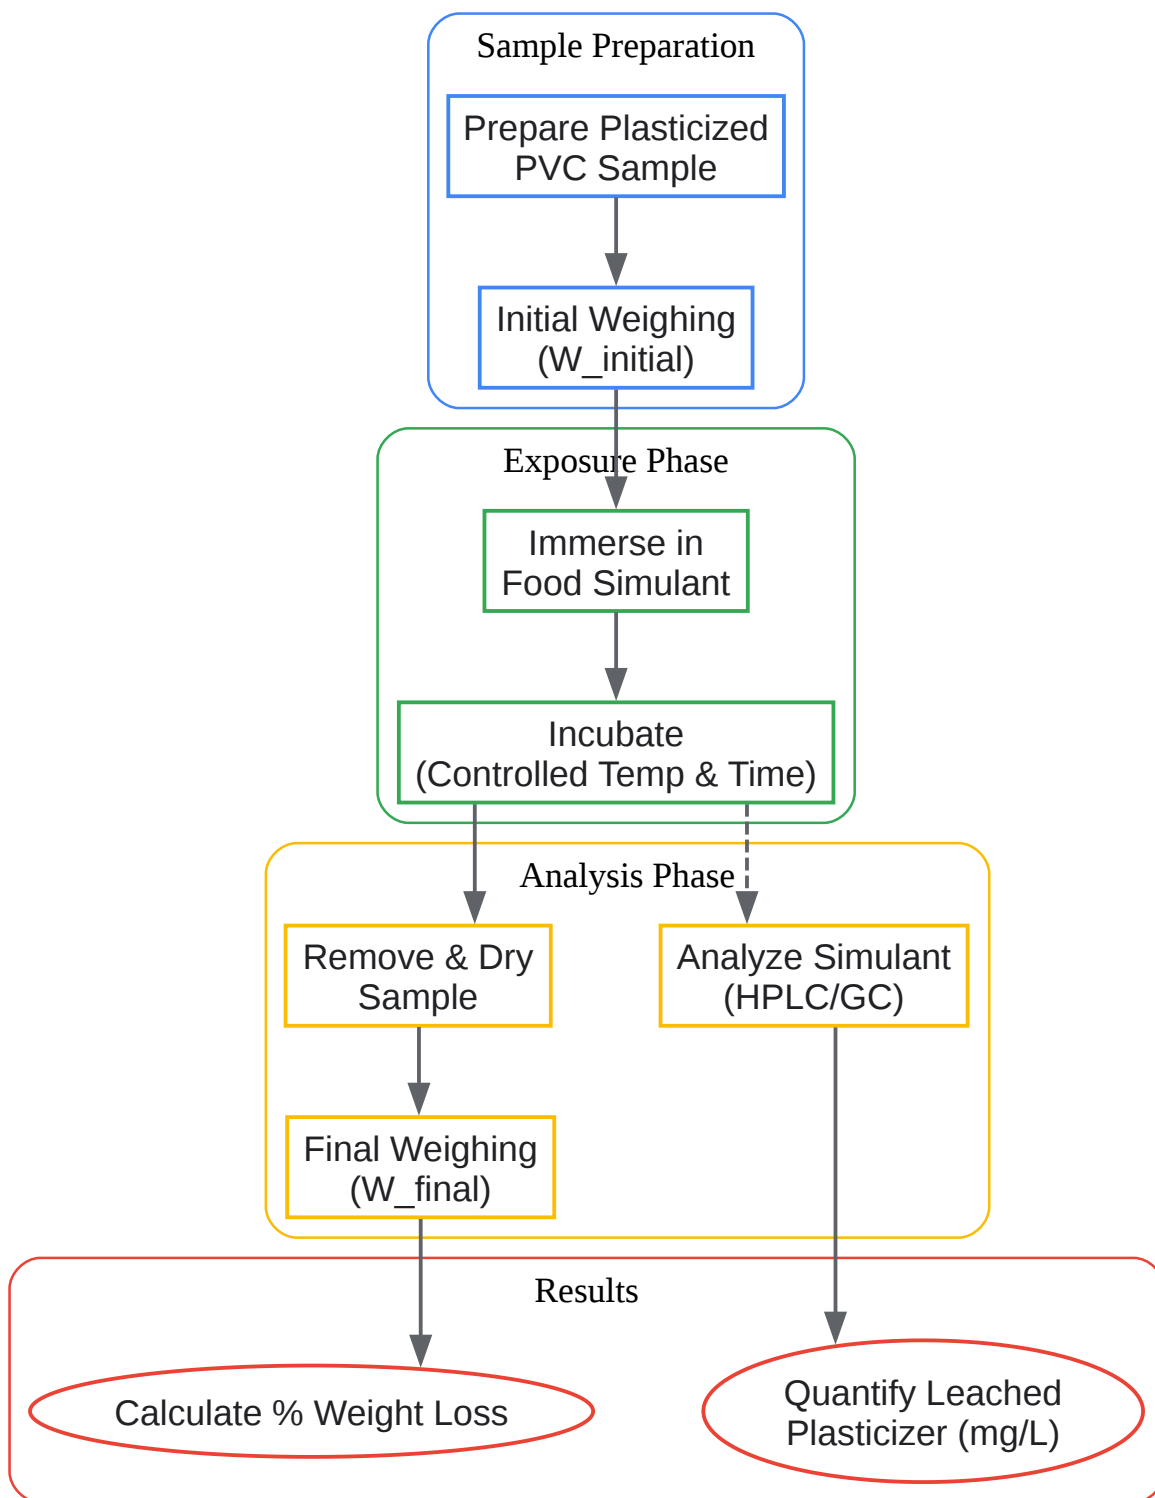 Sample Preparation
Prepare Plasticized
PVC Sample
Initial Weighing
(W_initial)
Exposure Phase
Immerse in
Food Simulant
Incubate
(Controlled Temp & Time)
Analysis Phase
Remove & Dry
Sample
Analyze Simulant
(HPLC/GC)
Final Weighing
(W_final)
Results
Calculate % Weight Loss
Quantify Leached
Plasticizer (mg/L)